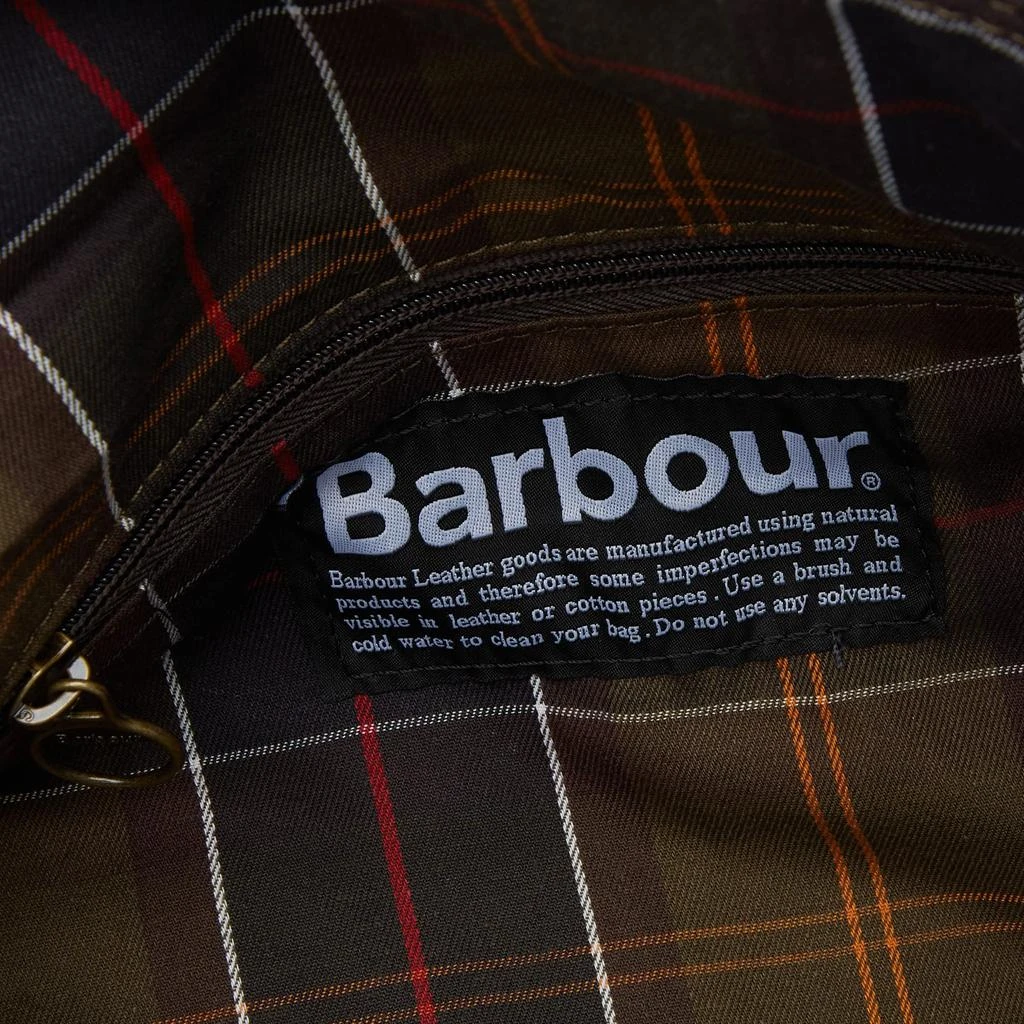 Barbour®
Barbour Leather goods are manufactured using natural
products and therefore some imperfections may be
visible in leather or cotton pieces. Use a brush and
cold water to clean your bag. Do not use any solvents.
Barbour